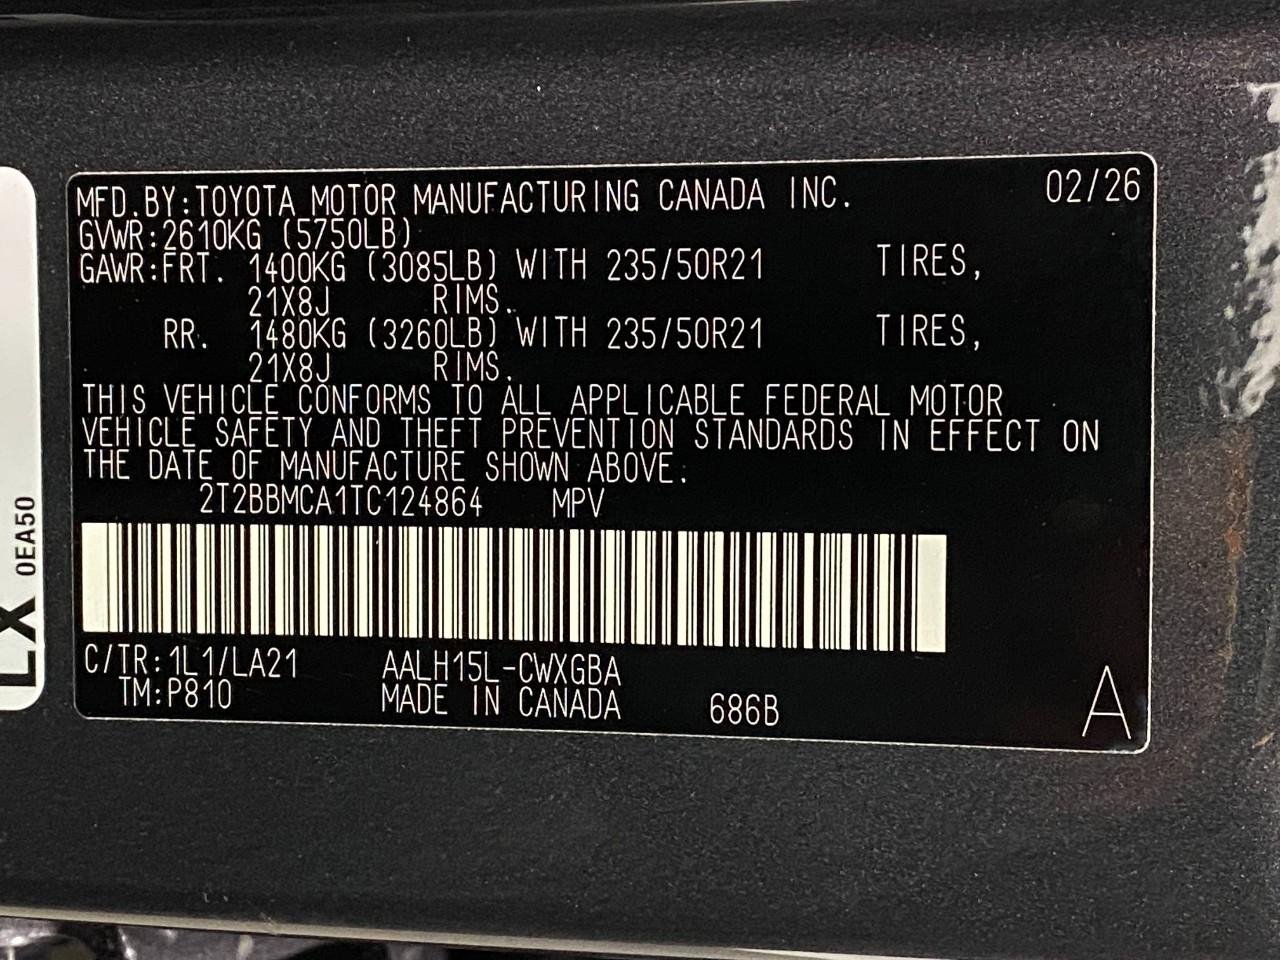 MFD.BY:TOYOTA MOTOR MANUFACTURING CANADA INC. 02/26
GVWR:2610KG (5750LB)
GAWR:FRT. 1400KG (3085LB) WITH 235/50R21 TIRES,
21X8J RIMS.
RR. 1480KG (3260LB) WITH 235/50R21 TIRES,
21X8J RIMS.
THIS VEHICLE CONFORMS TO ALL APPLICABLE FEDERAL MOTOR
VEHICLE SAFETY AND THEFT PREVENTION STANDARDS IN EFFECT ON
THE DATE OF MANUFACTURE SHOWN ABOVE.
2T2BBMCA1TC124864 MPV
C/TR:1L1/LA21 AALH15L-CWXGBA
TM:P810 MADE IN CANADA 686B A
0EA50
LX